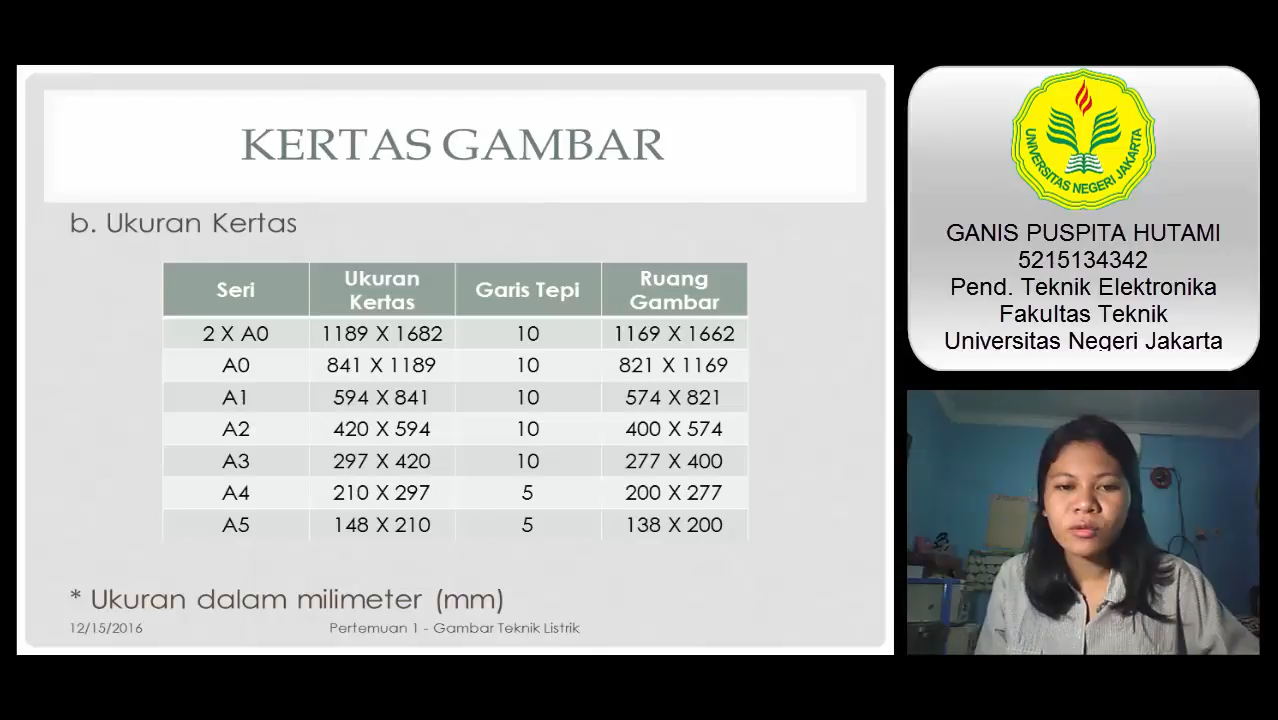 KERTAS GAMBAR
b. Ukuran Kertas
Seri Ukuran Kertas Garis Tepi Ruang Gambar
2 X A0 1189 X 1682 10 1169 X 1662
A0 841 X 1189 10 821 X 1169
A1 594 X 841 10 574 X 821
A2 420 X 594 10 400 X 574
A3 297 X 420 10 277 X 400
A4 210 X 297 5 200 X 277
A5 148 X 210 5 138 X 200
* Ukuran dalam milimeter (mm)
12/15/2016 Pertemuan 1 - Gambar Teknik Listrik
UNIVERSITAS NEGERI JAKARTA
GANIS PUSPITA HUTAMI
5215134342
Pend. Teknik Elektronika
Fakultas Teknik
Universitas Negeri Jakarta